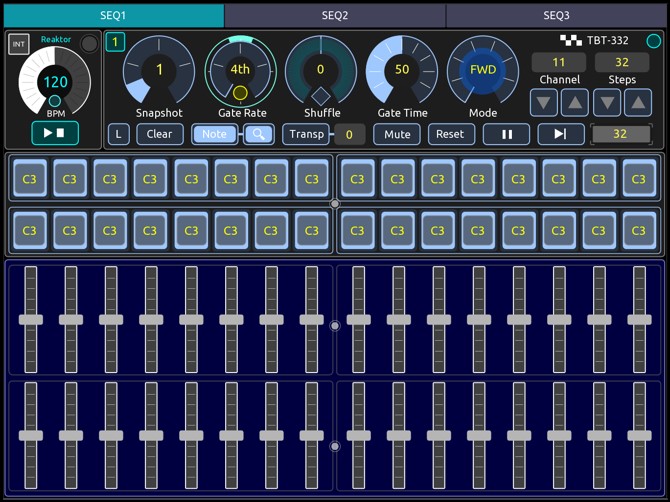 SEQ1 SEQ2 SEQ3
INT Reaktor
120
BPM
1
1
Snapshot
4th
Gate Rate
0
Shuffle
50
Gate Time
FWD
Mode
TBT-332
11 32
Channel Steps
L Clear Note Transp 0 Mute Reset 32
C3 C3 C3 C3 C3 C3 C3 C3 C3 C3 C3 C3 C3 C3 C3 C3
C3 C3 C3 C3 C3 C3 C3 C3 C3 C3 C3 C3 C3 C3 C3 C3